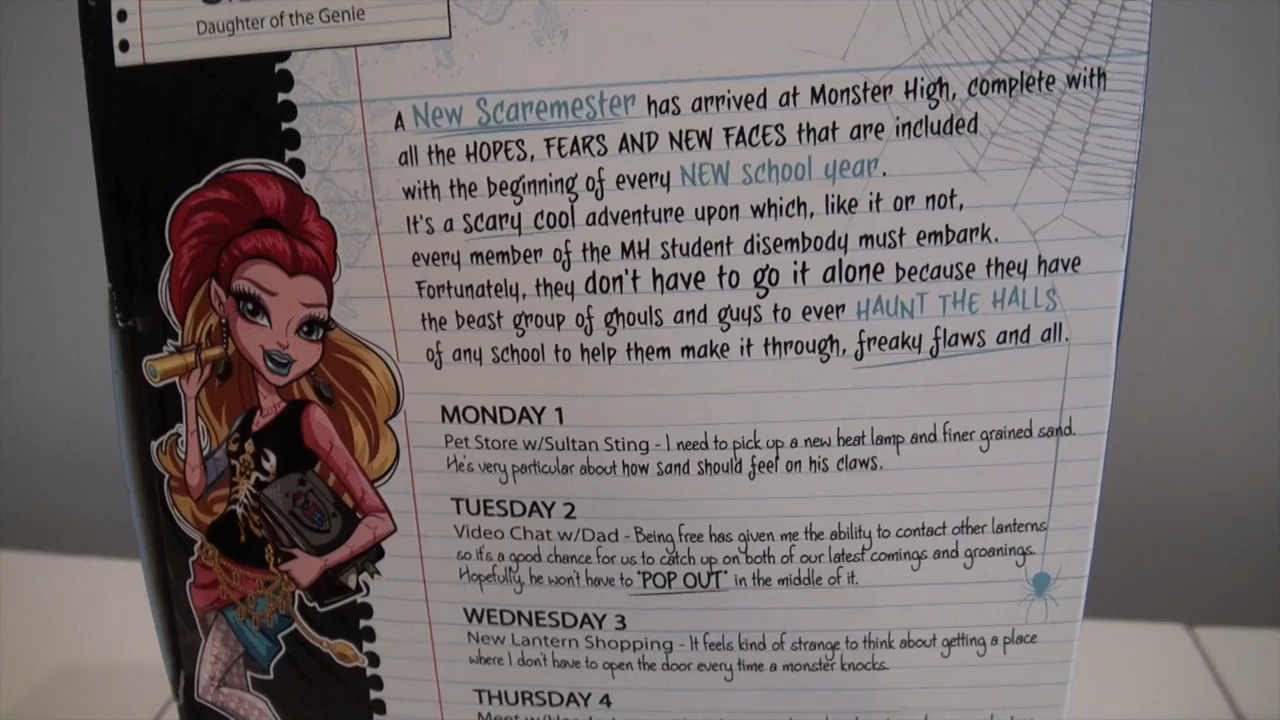 Daughter of the Genie
A New Scaremester has arrived at Monster High, complete with
all the HOPES, FEARS AND NEW FACES that are included
with the beginning of every NEW school year.
It's a scary cool adventure upon which, like it or not,
every member of the MH student disembody must embark.
Fortunately, they don't have to go it alone because they have
the beast group of ghouls and guys to ever HAUNT THE HALLS
of any school to help them make it through, freaky flaws and all.
MONDAY 1
Pet Store w/Sultan Sting - I need to pick up a new heat lamp and finer grained sand.
He's very particular about how sand should feel on his claws.
TUESDAY 2
Video Chat w/Dad - Being free has given me the ability to contact other lanterns
so it's a good chance for us to catch up on both of our latest comings and groanings.
Hopefully, he won't have to "POP OUT" in the middle of it.
WEDNESDAY 3
New Lantern Shopping - It feels kind of strange to think about getting a place
where I don't have to open the door every time a monster knocks.
THURSDAY 4